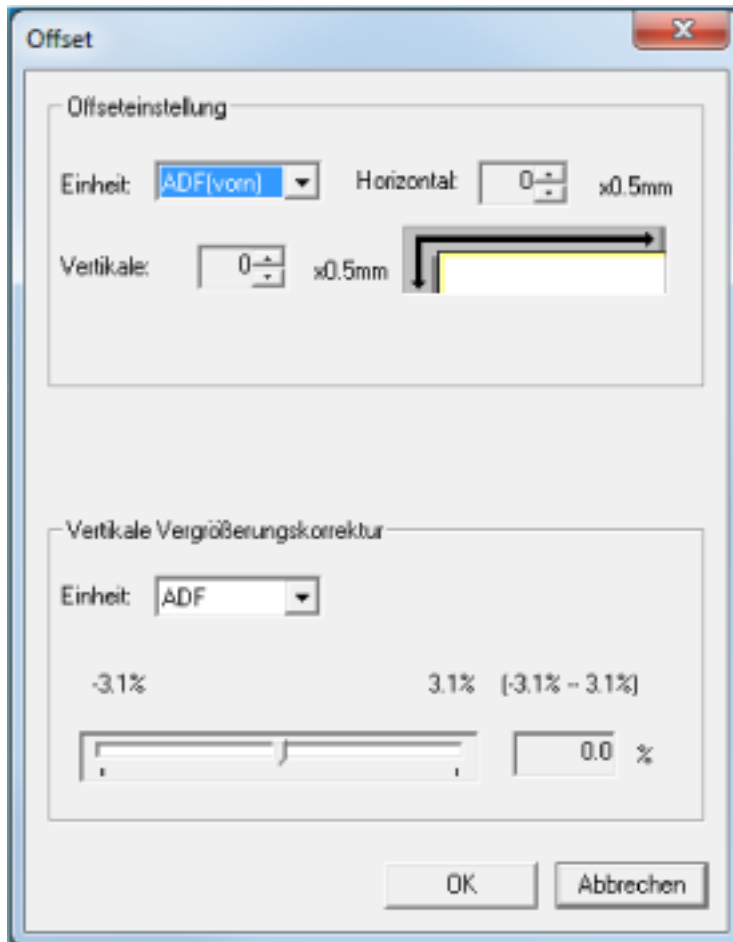 Offset
Offseteinstellung
Einheit: ADF(vorn) Horizontal: 0 x0.5mm
Vertikale: 0 x0.5mm
Vertikale Vergrößerungskorrektur
Einheit: ADF
-3.1% 3.1% (-3.1% -- 3.1%)
0.0 %
OK Abbrechen